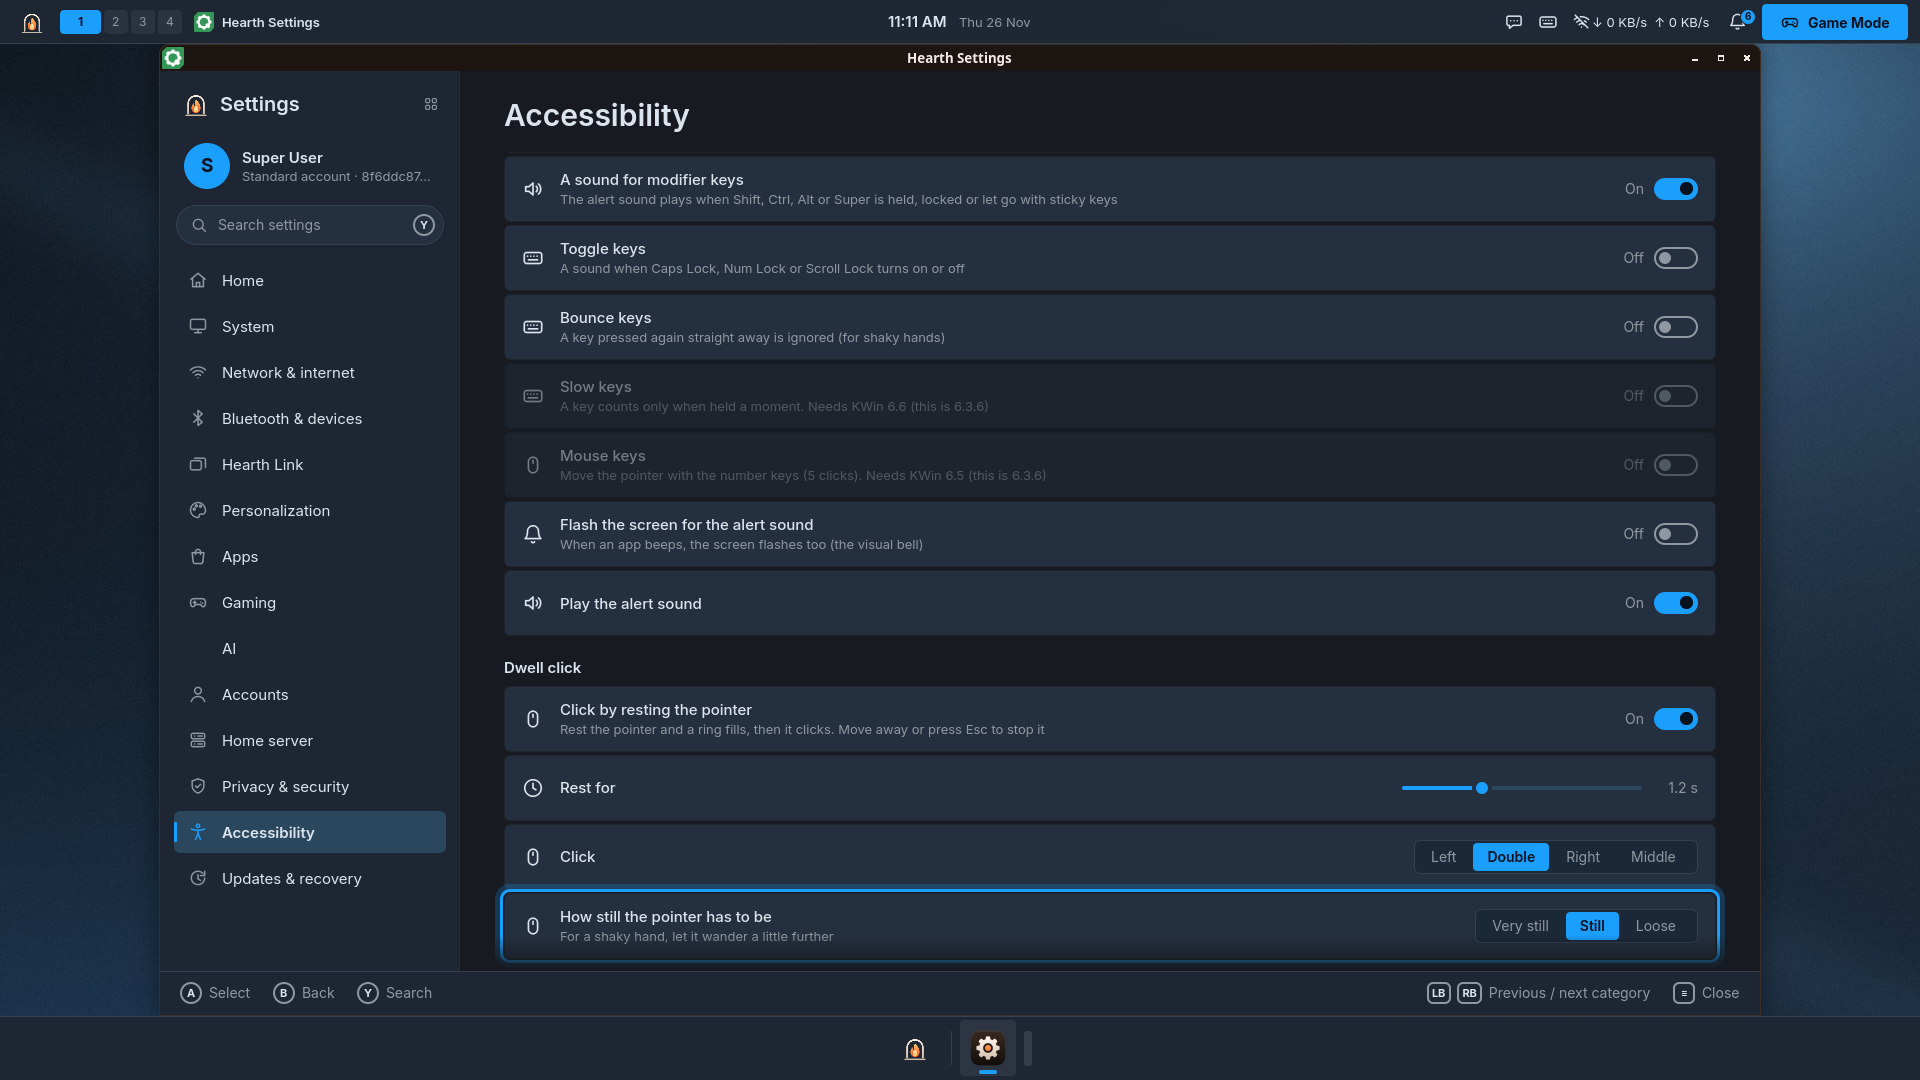 1 2 3 4 Hearth Settings
11:11 AM Thu 26 Nov
↓ 0 KB/s ↑ 0 KB/s 6 Game Mode
Hearth Settings
Settings
S
Super User
Standard account · 8f6ddc87...
Search settings Y
Home
System
Network & internet
Bluetooth & devices
Hearth Link
Personalization
Apps
Gaming
AI
Accounts
Home server
Privacy & security
Accessibility
Updates & recovery
Accessibility
A sound for modifier keys
The alert sound plays when Shift, Ctrl, Alt or Super is held, locked or let go with sticky keys
On
Toggle keys
A sound when Caps Lock, Num Lock or Scroll Lock turns on or off
Off
Bounce keys
A key pressed again straight away is ignored (for shaky hands)
Off
Slow keys
A key counts only when held a moment. Needs KWin 6.6 (this is 6.3.6)
Off
Mouse keys
Move the pointer with the number keys (5 clicks). Needs KWin 6.5 (this is 6.3.6)
Off
Flash the screen for the alert sound
When an app beeps, the screen flashes too (the visual bell)
Off
Play the alert sound
On
Dwell click
Click by resting the pointer
Rest the pointer and a ring fills, then it clicks. Move away or press Esc to stop it
On
Rest for
1.2 s
Click
Left Double Right Middle
How still the pointer has to be
For a shaky hand, let it wander a little further
Very still Still Loose
A Select B Back Y Search
LB RB Previous / next category Close